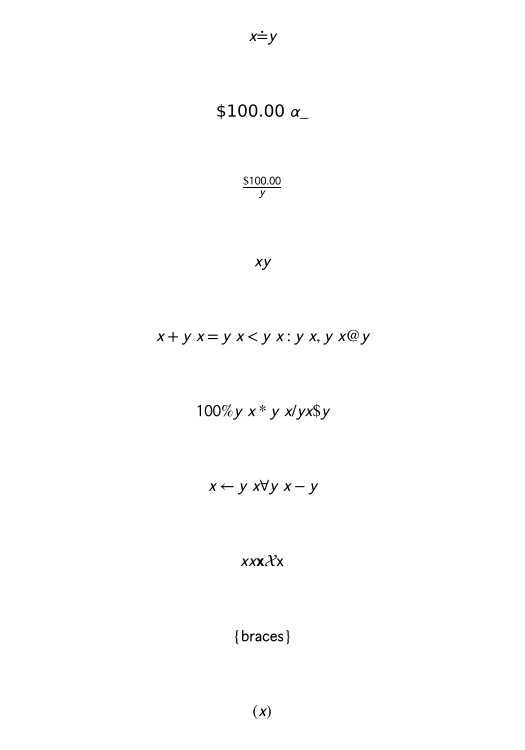 x≐y
$100.00 α_
$100.00
y
xy
x + y x = y x < y x : y x, y x@y
100%y x * y x/yx$y
x ← y x∀y x − y
xx𝐱𝒳x
{braces}
(x)